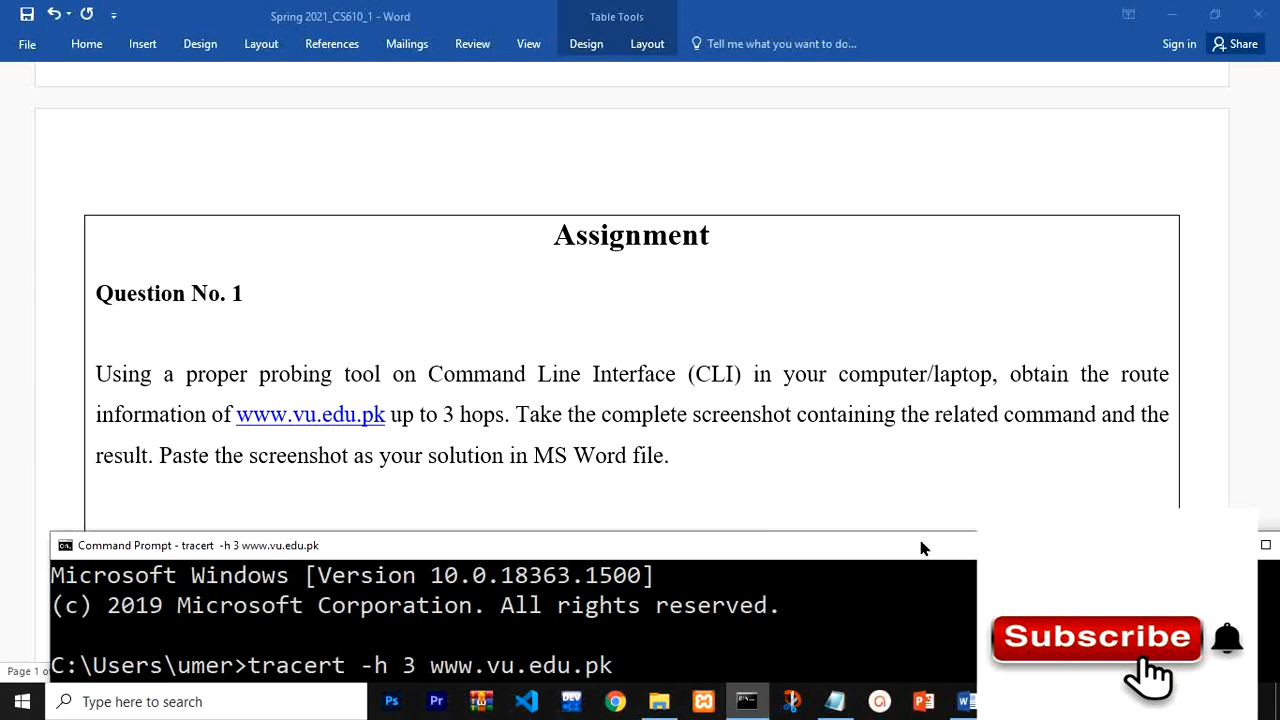 Spring 2021_CS610_1 - Word
Table Tools
File Home Insert Design Layout References Mailings Review View Design Layout Tell me what you want to do... Sign in Share
Assignment
Question No. 1
Using a proper probing tool on Command Line Interface (CLI) in your computer/laptop, obtain the route
information of www.vu.edu.pk up to 3 hops. Take the complete screenshot containing the related command and the
result. Paste the screenshot as your solution in MS Word file.
Command Prompt - tracert -h 3 www.vu.edu.pk
Microsoft Windows [Version 10.0.18363.1500]
(c) 2019 Microsoft Corporation. All rights reserved.
C:\Users\umer>tracert -h 3 www.vu.edu.pk
Subscribe
Page 1 o
Type here to search
Ps Pr